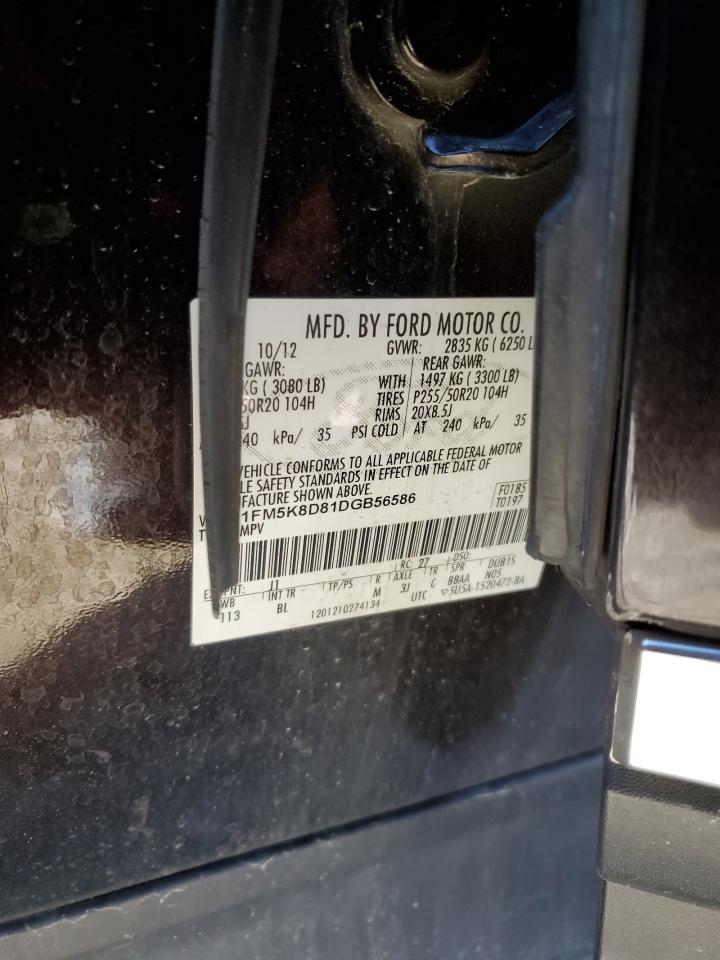 MFD. BY FORD MOTOR CO.
10/12 GVWR: 2835 KG ( 6250 L
GAWR: REAR GAWR:
KG ( 3080 LB) WITH 1497 KG ( 3300 LB)
50R20 104H TIRES P255/50R20 104H
J RIMS 20X8.5J
240 kPa/ 35 PSI COLD AT 240 kPa/ 35
VEHICLE CONFORMS TO ALL APPLICABLE FEDERAL MOTOR
LE SAFETY STANDARDS IN EFFECT ON THE DATE OF
FACTURE SHOWN ABOVE.
1FM5K8D81DGB56586 F0185
MPV T0197
RC: 27 DSO:
PNT: J1
WB INT TR TP/PS R AXLE TR SPR DUBTS
113 BL M 3J C BBAA N05
1201210274134 UTC ▽5U5A-1520472-BA